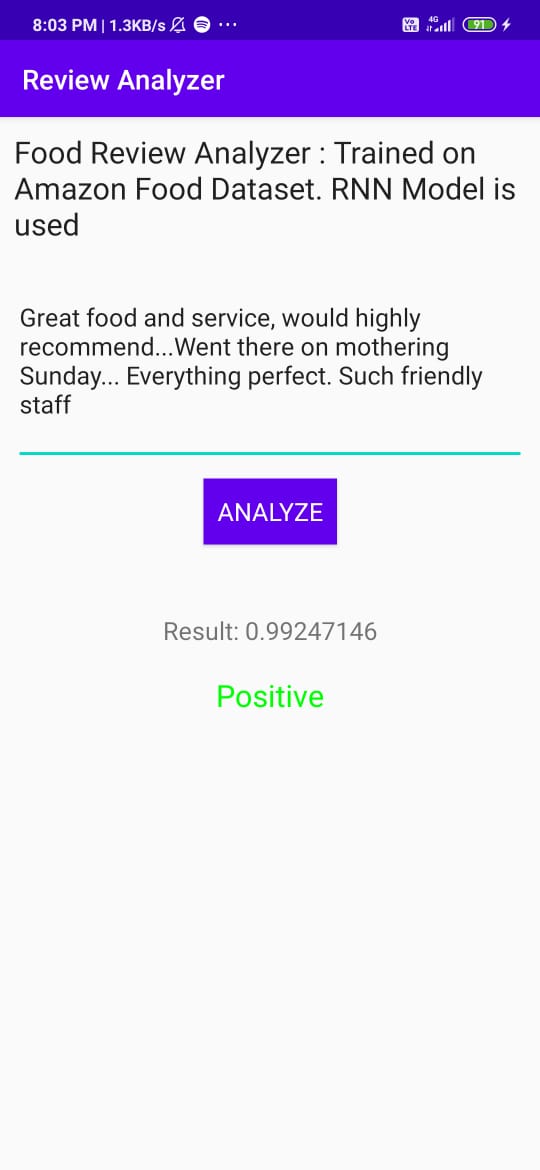 8:03 PM | 1.3KB/s ...
Vo LTE 4G 91
Review Analyzer
Food Review Analyzer : Trained on
Amazon Food Dataset. RNN Model is
used
Great food and service, would highly
recommend...Went there on mothering
Sunday... Everything perfect. Such friendly
staff
ANALYZE
Result: 0.99247146
Positive